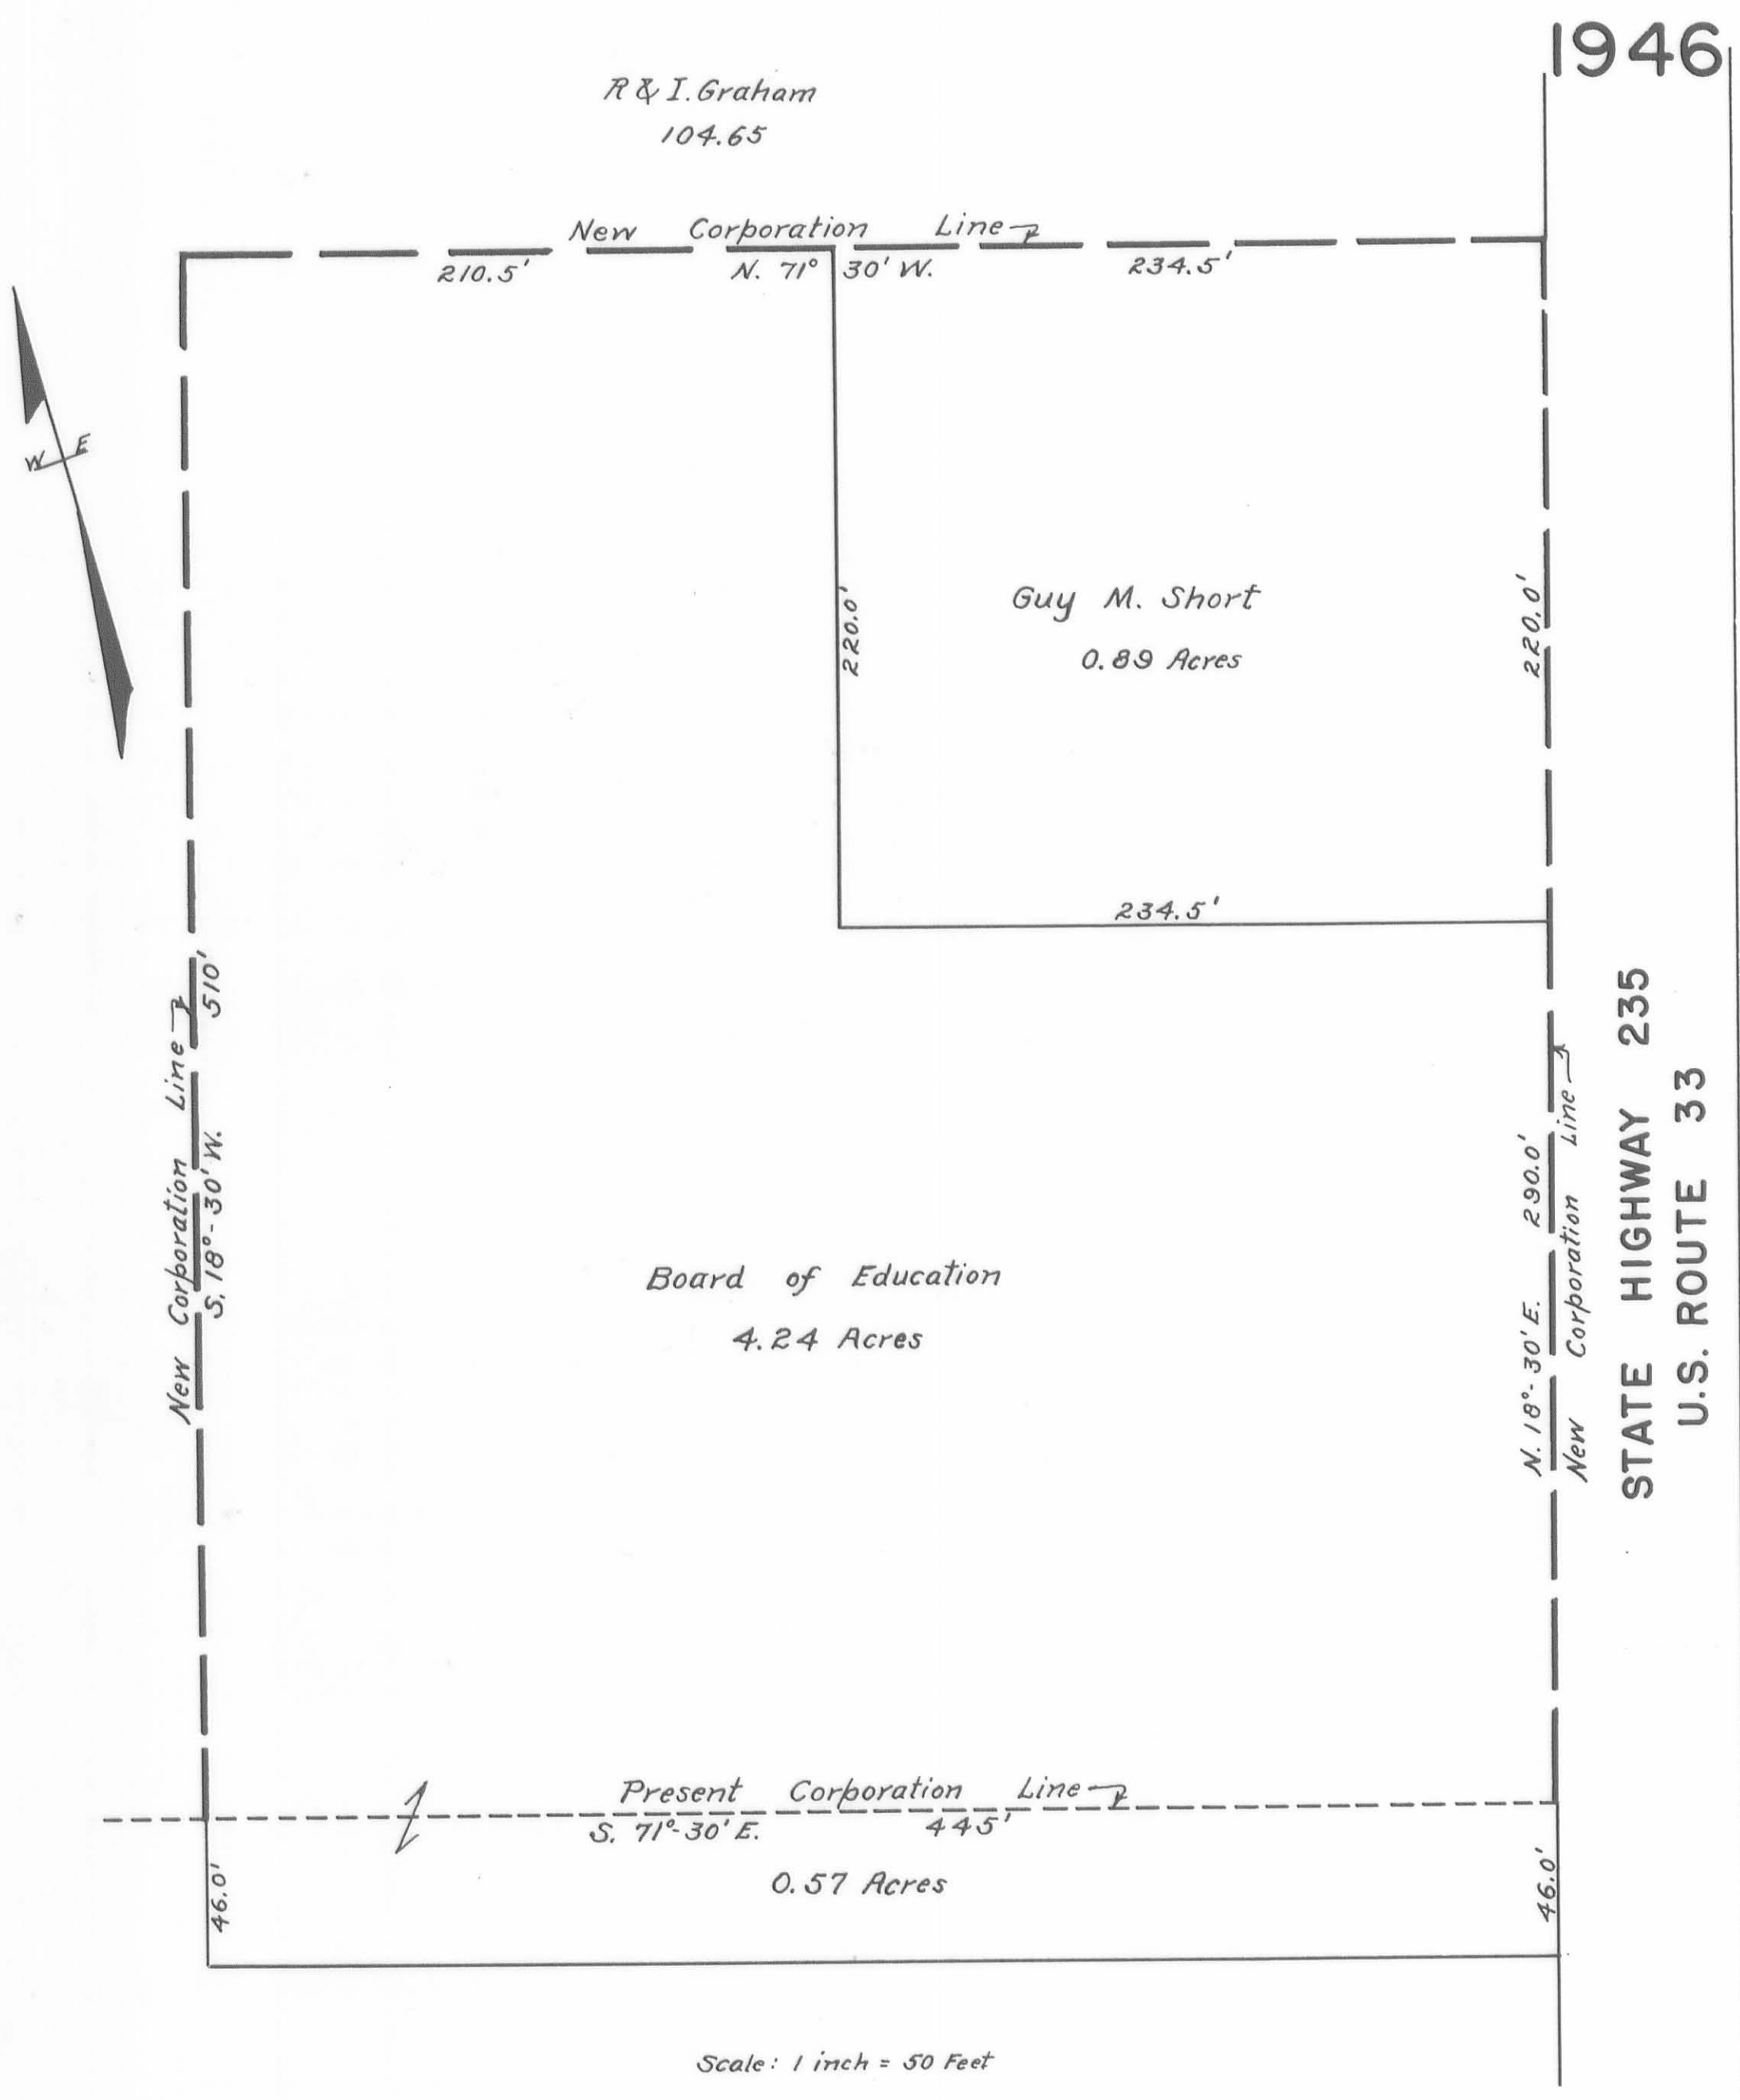 1946
R & I. Graham
104.65
New Corporation Line
210.5'
N. 71° 30' W.
234.5'
W E
220.0'
Guy M. Short
0.89 Acres
220.0'
234.5'
New Corporation Line
S. 18°-30' W. 510'
Board of Education
4.24 Acres
N. 18°-30' E. 290.0'
New Corporation Line
STATE HIGHWAY 235
U.S. ROUTE 33
Present Corporation Line
S. 71°-30' E. 445'
0.57 Acres
46.0'
46.0'
Scale: 1 inch = 50 Feet